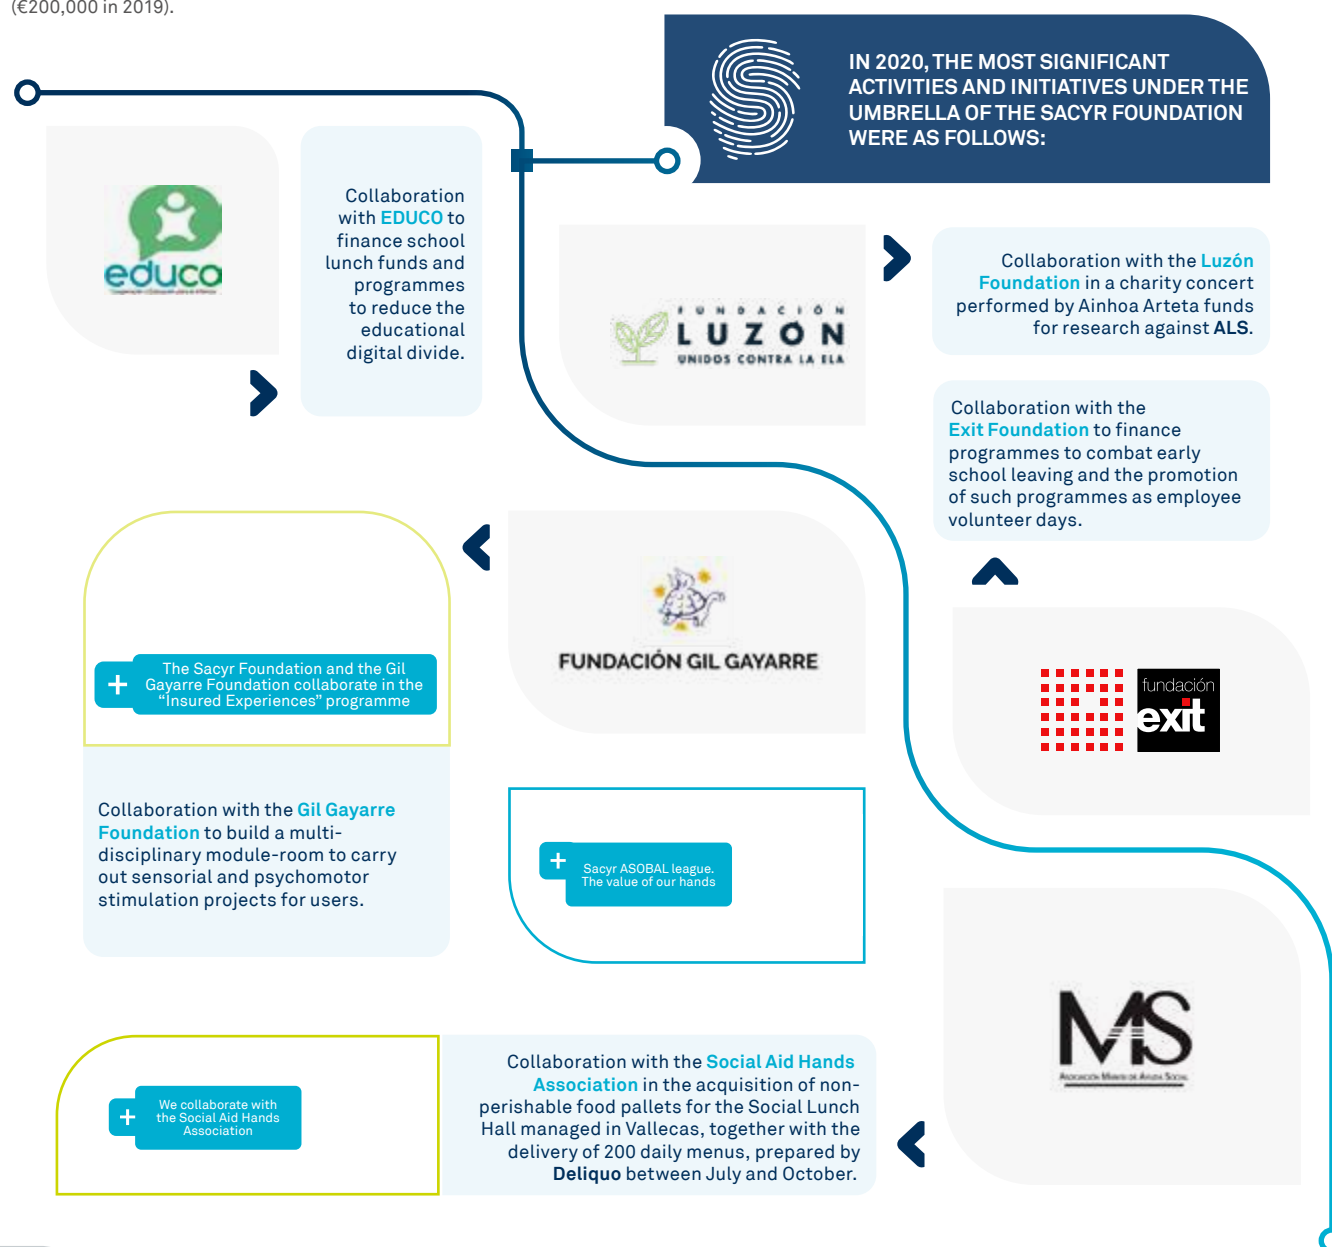 (€200,000 in 2019).
IN 2020, THE MOST SIGNIFICANT
ACTIVITIES AND INITIATIVES UNDER THE
UMBRELLA OF THE SACYR FOUNDATION
WERE AS FOLLOWS:
educo
Collaboration
with EDUCO to
finance school
lunch funds and
programmes
to reduce the
educational
digital divide.
FUNDACIÓN
LUZÓN
UNIDOS CONTRA LA ELA
Collaboration with the Luzón
Foundation in a charity concert
performed by Ainhoa Arteta funds
for research against ALS.
Collaboration with the
Exit Foundation to finance
programmes to combat early
school leaving and the promotion
of such programmes as employee
volunteer days.
fundación
exit
FUNDACIÓN GIL GAYARRE
+
The Sacyr Foundation and the Gil
Gayarre Foundation collaborate in the
“Insured Experiences” programme
Collaboration with the Gil Gayarre
Foundation to build a multi-
disciplinary module-room to carry
out sensorial and psychomotor
stimulation projects for users.
+
Sacyr ASOBAL league.
The value of our hands
MS
Asociación Manos de Ayuda Social
+
We collaborate with
the Social Aid Hands
Association
Collaboration with the Social Aid Hands
Association in the acquisition of non-
perishable food pallets for the Social Lunch
Hall managed in Vallecas, together with the
delivery of 200 daily menus, prepared by
Deliquo between July and October.